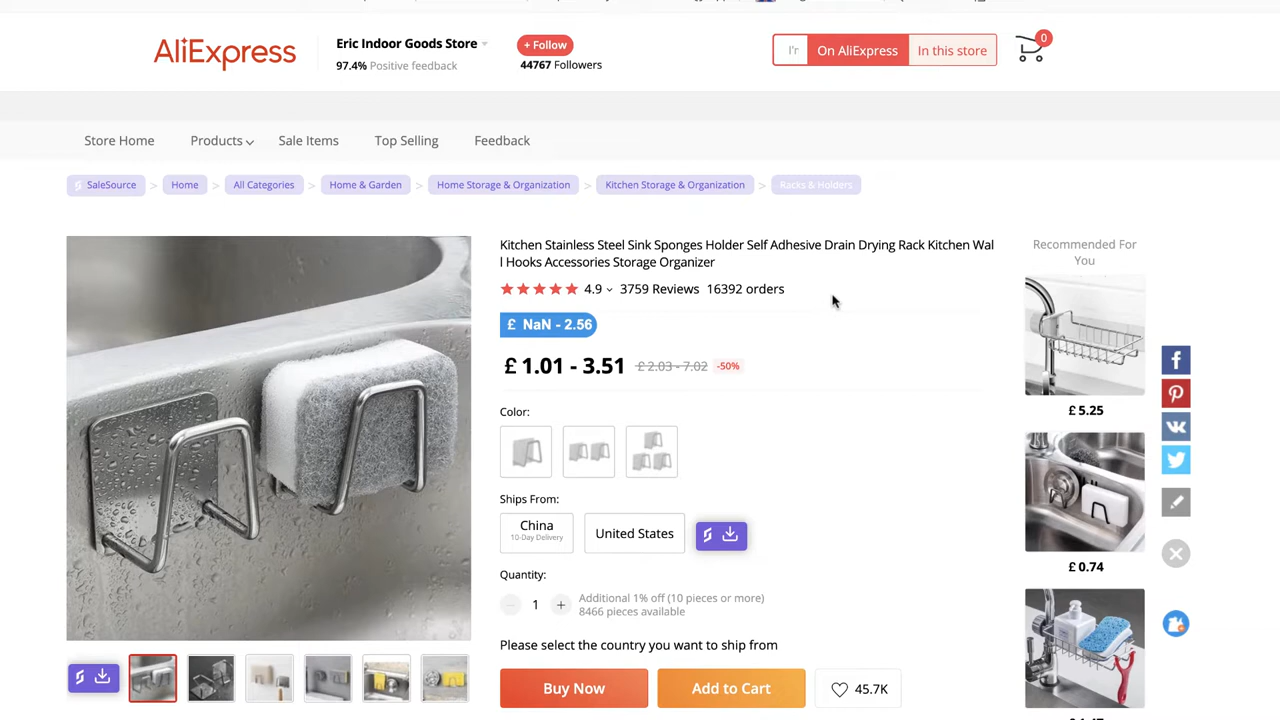 AliExpress
Eric Indoor Goods Store
97.4% Positive feedback
+ Follow
44767 Followers
I'r
On AliExpress
In this store
0
Store Home
Products
Sale Items
Top Selling
Feedback
SaleSource > Home > All Categories > Home & Garden > Home Storage & Organization > Kitchen Storage & Organization > Racks & Holders
Kitchen Stainless Steel Sink Sponges Holder Self Adhesive Drain Drying Rack Kitchen Wal
l Hooks Accessories Storage Organizer
4.9 3759 Reviews 16392 orders
£ NaN - 2.56
£ 1.01 - 3.51 £ 2.03 - 7.02 -50%
Color:
Ships From:
China
10-Day Delivery
United States
Quantity:
1
Additional 1% off (10 pieces or more)
8466 pieces available
Please select the country you want to ship from
Buy Now
Add to Cart
45.7K
Recommended For
You
£ 5.25
£ 0.74